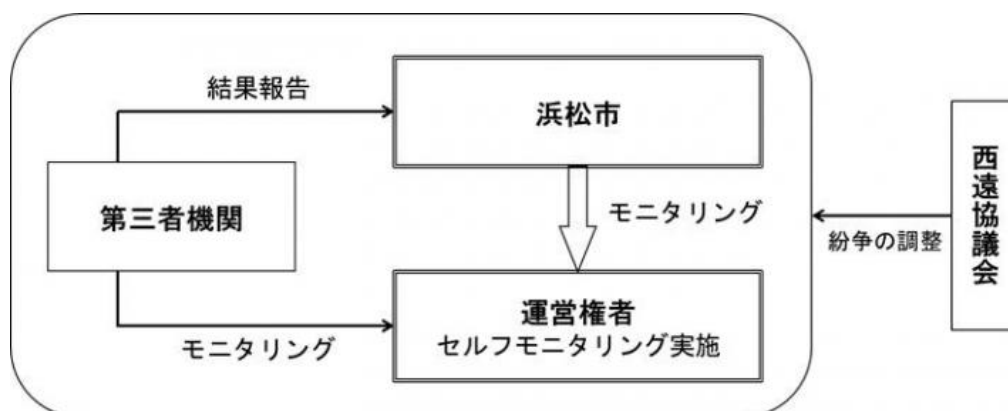 結果報告
浜松市
第三者機関
モニタリング
西遠協議会
紛争の調整
運営権者
セルフモニタリング実施
モニタリング